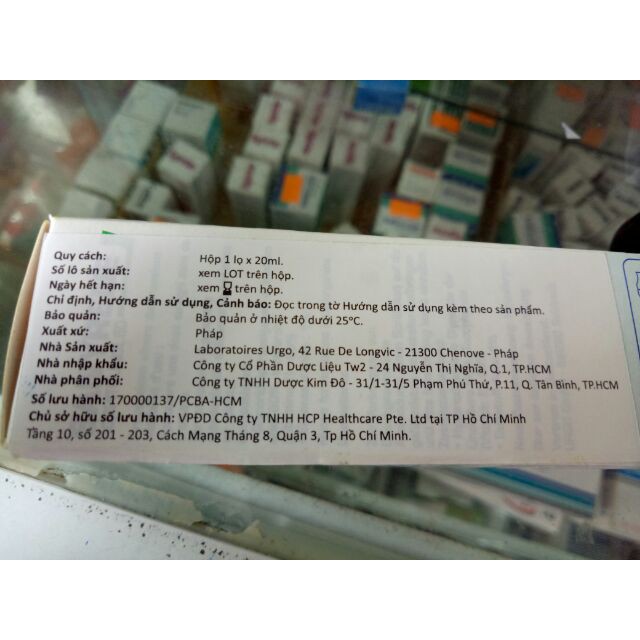 Quy cách: Hộp 1 lọ x 20ml.
Số lô sản xuất: xem LOT trên hộp.
Ngày hết hạn: xem trên hộp.
Chỉ định, Hướng dẫn sử dụng, Cảnh báo: Đọc trong tờ Hướng dẫn sử dụng kèm theo sản phẩm.
Bảo quản: Bảo quản ở nhiệt độ dưới 25°C.
Xuất xứ: Pháp
Nhà Sản xuất: Laboratoires Urgo, 42 Rue De Longvic - 21300 Chenove - Pháp
Nhà nhập khẩu: Công ty Cổ Phần Dược Liệu Tw2 - 24 Nguyễn Thị Nghĩa, Q.1, TP.HCM
Nhà phân phối: Công ty TNHH Dược Kim Đô - 31/1-31/5 Phạm Phú Thứ, P.11, Q. Tân Bình, TP.HCM
Số lưu hành: 170000137/PCBA-HCM
Chủ sở hữu số lưu hành: VPĐD Công ty TNHH HCP Healthcare Pte. Ltd tại TP Hồ Chí Minh
Tầng 10, số 201 - 203, Cách Mạng Tháng 8, Quận 3, Tp Hồ Chí Minh.